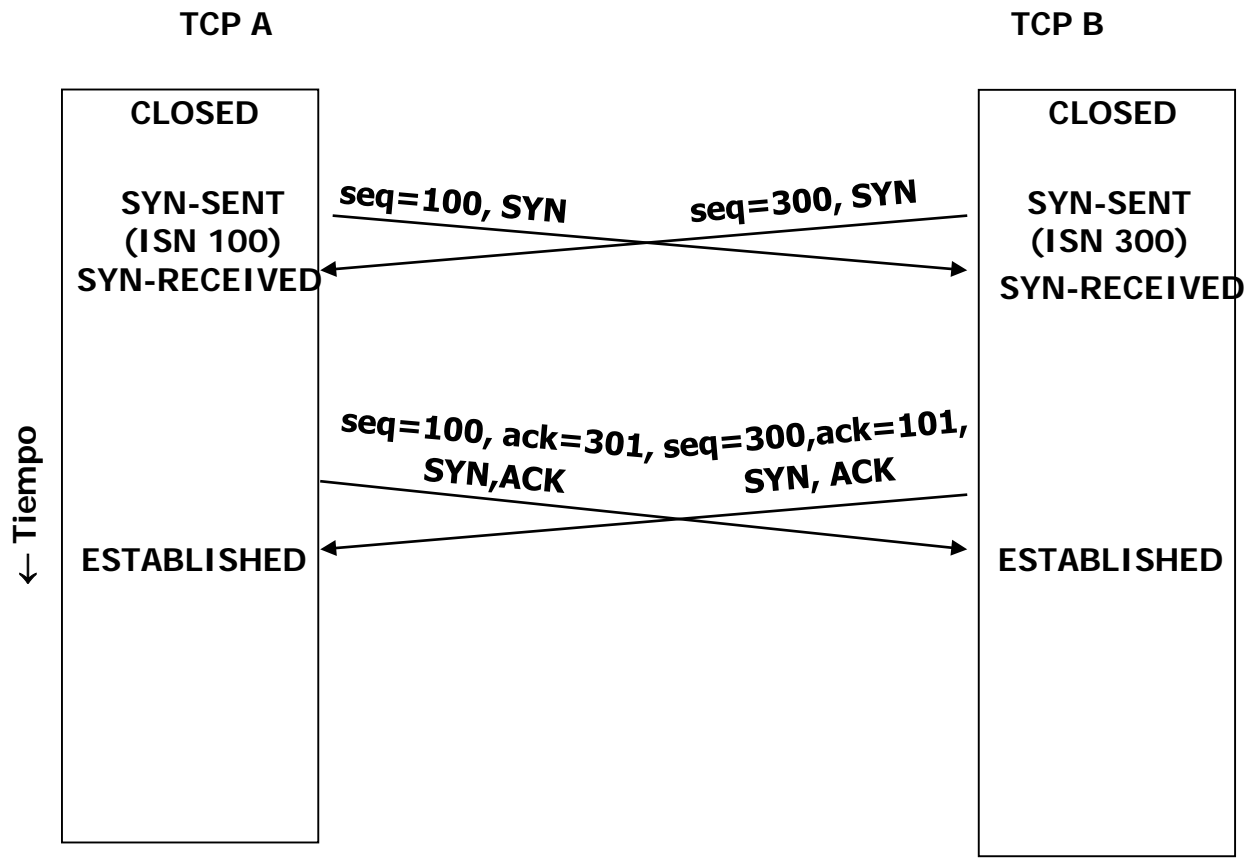 TCP A
TCP B
CLOSED
CLOSED
SYN-SENT
(ISN 100)
SYN-RECEIVED
seq=100, SYN
seq=300, SYN
SYN-SENT
(ISN 300)
SYN-RECEIVED
seq=100, ack=301,
SYN,ACK
seq=300,ack=101,
SYN, ACK
← Tiempo
ESTABLISHED
ESTABLISHED